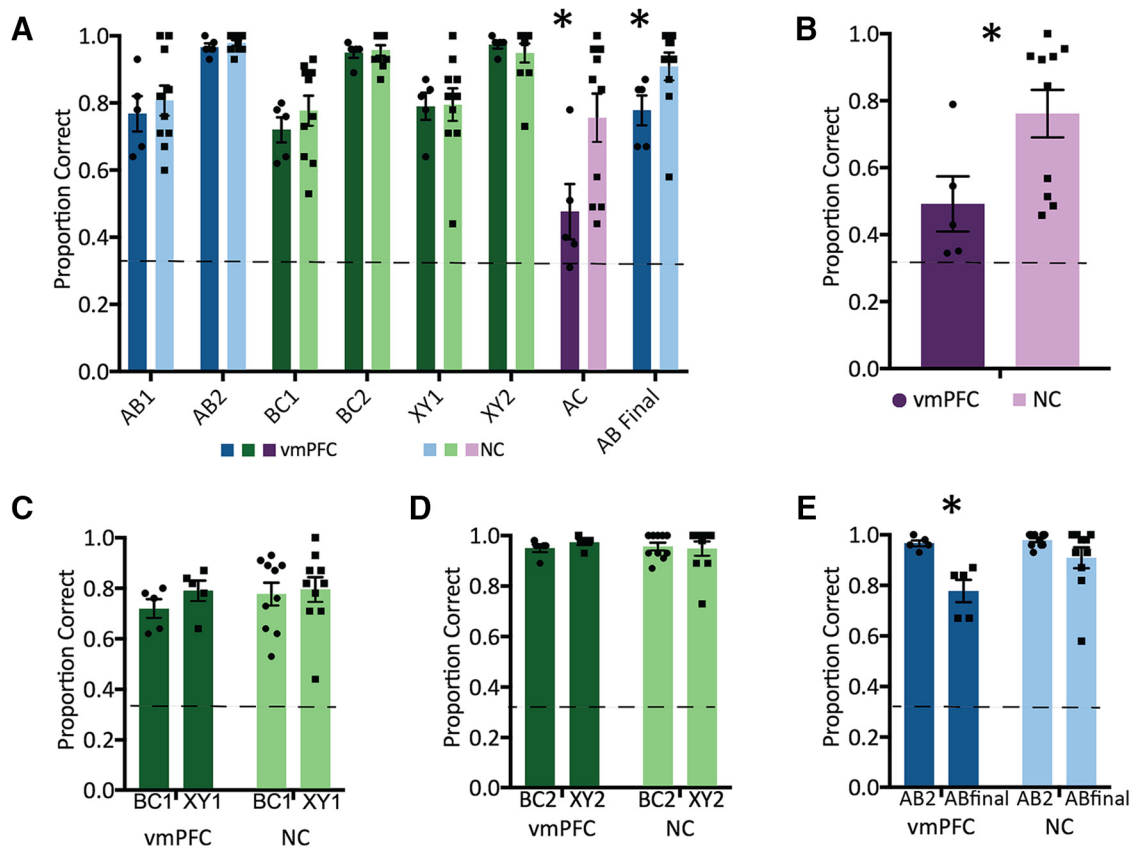 A
*
*
1.0
0.8
0.6
0.4
0.2
0.0
Proportion Correct
AB1
AB2
BC1
BC2
XY1
XY2
AC
AB Final
vmPFC
NC
B
*
1.0
0.8
0.6
0.4
0.2
0.0
Proportion Correct
vmPFC
NC
C
1.0
0.8
0.6
0.4
0.2
0.0
Proportion Correct
BC1 XY1 BC1 XY1
vmPFC NC
D
1.0
0.8
0.6
0.4
0.2
0.0
Proportion Correct
BC2 XY2 BC2 XY2
vmPFC NC
E
*
1.0
0.8
0.6
0.4
0.2
0.0
Proportion Correct
AB2 ABfinal AB2 ABfinal
vmPFC NC